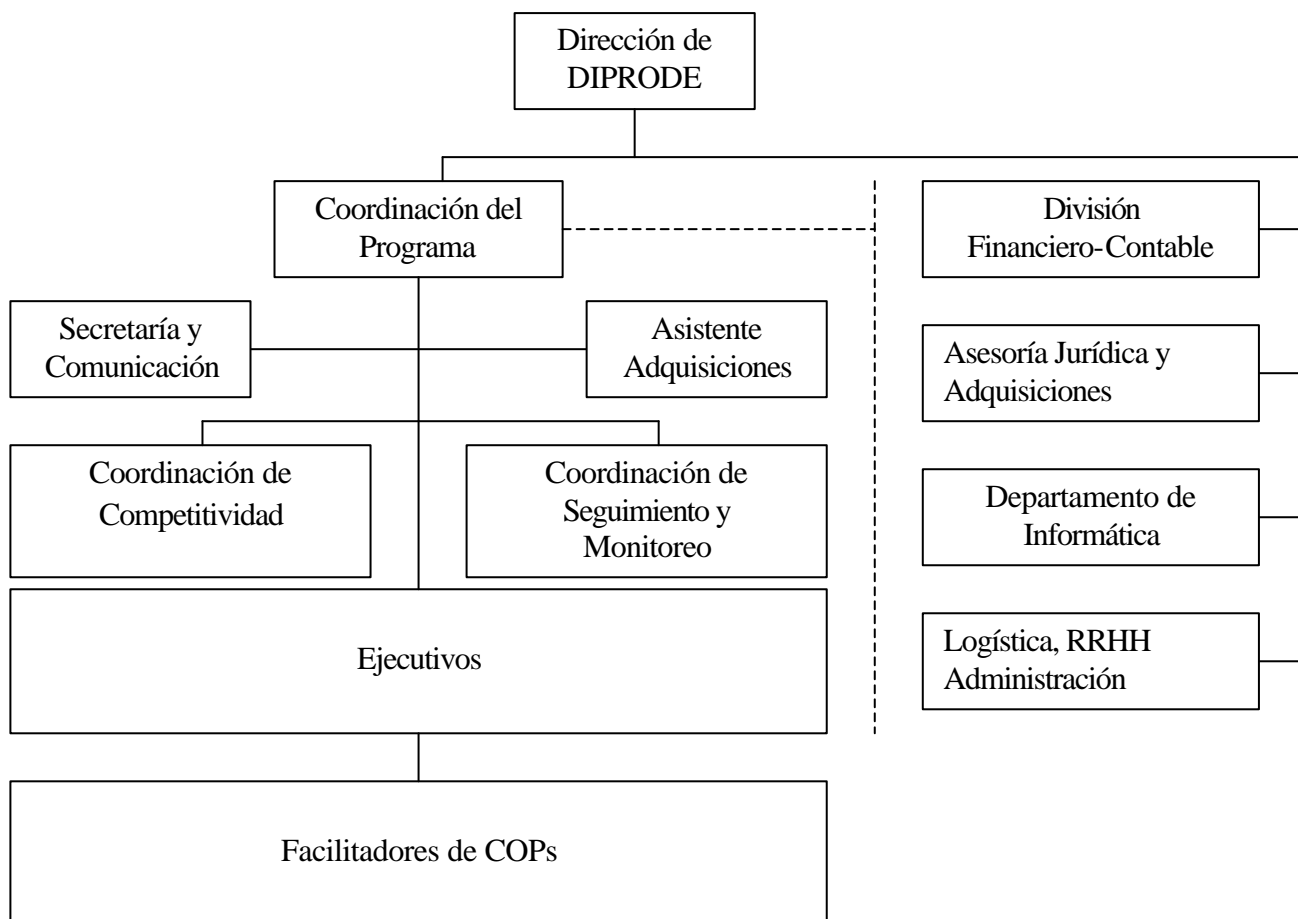 Dirección de
DIPRODE
Coordinación del
Programa
División
Financiero-Contable
Secretaría y
Comunicación
Asistente
Adquisiciones
Asesoría Jurídica y
Adquisiciones
Coordinación de
Competitividad
Coordinación de
Seguimiento y
Monitoreo
Departamento de
Informática
Ejecutivos
Logística, RRHH
Administración
Facilitadores de COPs